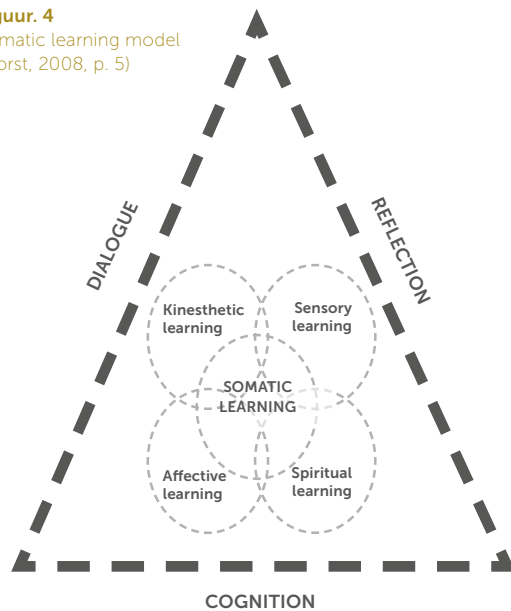 guur. 4
matic learning model
orst, 2008, p. 5)
DIALOGUE
REFLECTION
Kinesthetic
learning
Sensory
learning
SOMATIC
LEARNING
Affective
learning
Spiritual
learning
COGNITION